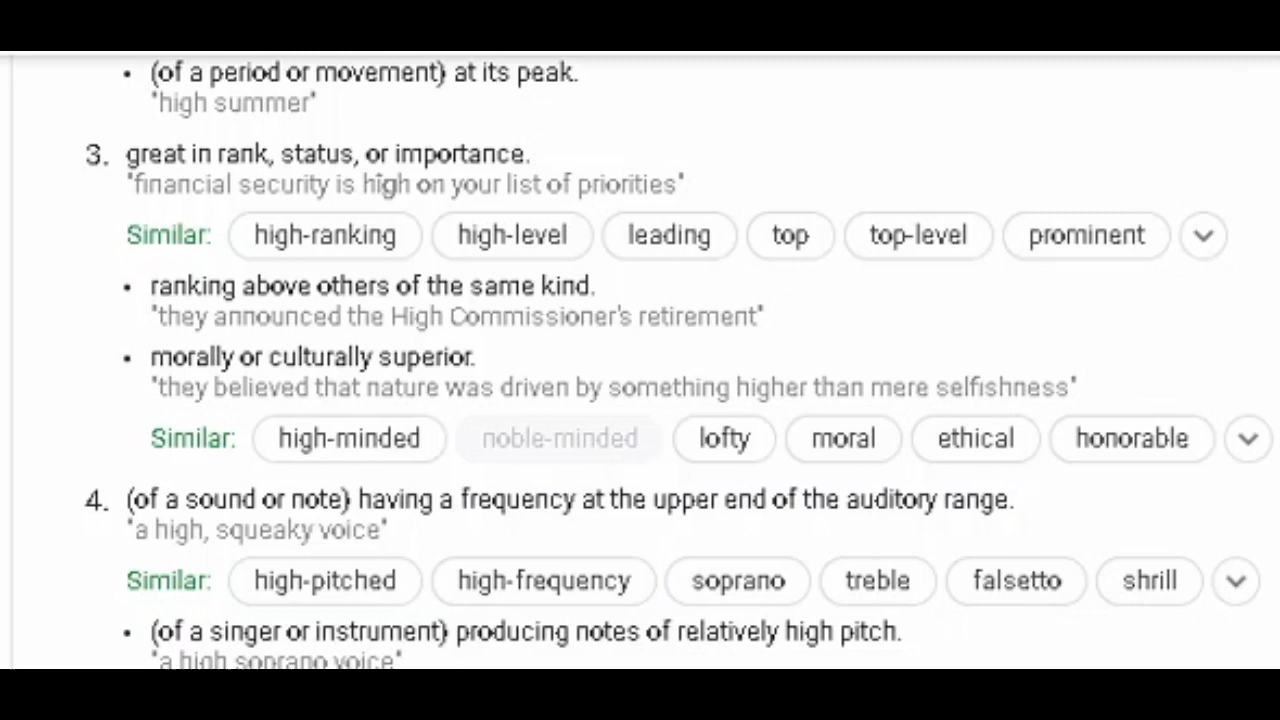 • (of a period or movement) at its peak.
"high summer"
3. great in rank, status, or importance.
"financial security is high on your list of priorities"
Similar: high-ranking high-level leading top top-level prominent
• ranking above others of the same kind.
"they announced the High Commissioner's retirement"
• morally or culturally superior.
"they believed that nature was driven by something higher than mere selfishness"
Similar: high-minded noble-minded lofty moral ethical honorable
4. (of a sound or note) having a frequency at the upper end of the auditory range.
"a high, squeaky voice"
Similar: high-pitched high-frequency soprano treble falsetto shrill
• (of a singer or instrument) producing notes of relatively high pitch.
"a high soprano voice"